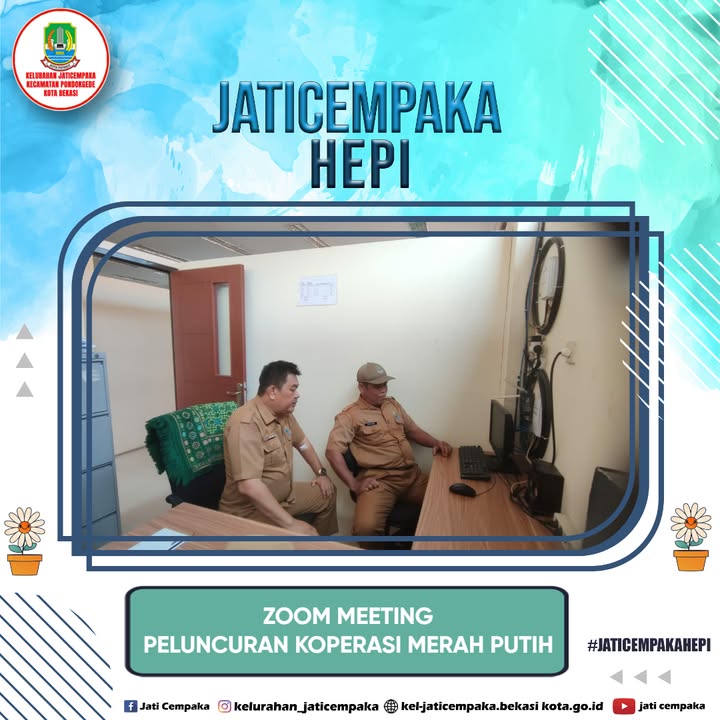 KELURAHAN JATICEMPAKA
KECAMATAN PONDOKGEDE
KOTA BEKASI
JATICEMPAKA
HEPI
ZOOM MEETING
PELUNCURAN KOPERASI MERAH PUTIH
#JATICEMPAKAHEPI
Jati Cempaka
kelurahan_jaticempaka
kel-jaticempaka.bekasi kota.go.id
jati cempaka